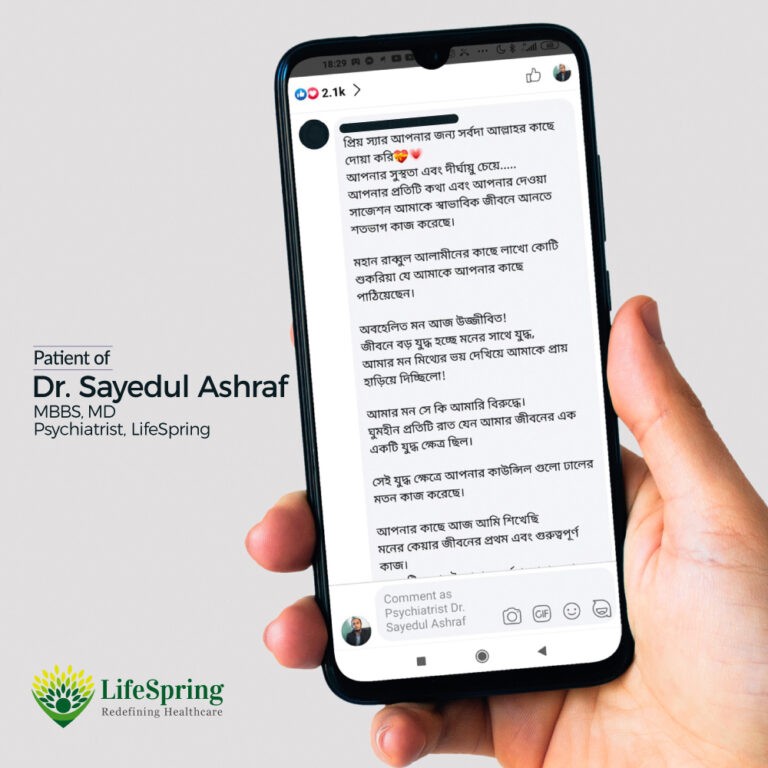 18:29
2.1k
প্রিয় স্যার আপনার জন্য সর্বদা আল্লাহর কাছে
দোয়া করি💝💗
আপনার সুস্থতা এবং দীর্ঘায়ু চেয়ে.....
আপনার প্রতিটি কথা এবং আপনার দেওয়া
সাজেশন আমাকে স্বাভাবিক জীবনে আনতে
শতভাগ কাজ করেছে।
মহান রাব্বুল আলামীনের কাছে লাখো কোটি
শুকরিয়া যে আমাকে আপনার কাছে
পাঠিয়েছেন।
অবহেলিত মন আজ উজ্জীবিত!
জীবনে বড় যুদ্ধ হচ্ছে মনের সাথে যুদ্ধ,
আমার মন মিথ্যের ভয় দেখিয়ে আমাকে প্রায়
হাড়িয়ে দিচ্ছিলো!
আমার মন সে কি আমারি বিরুদ্ধে।
ঘুমহীন প্রতিটি রাত যেন আমার জীবনের এক
একটি যুদ্ধ ক্ষেত্র ছিল।
সেই যুদ্ধ ক্ষেত্রে আপনার কাউন্সিল গুলো ঢালের
মতন কাজ করেছে।
আপনার কাছে আজ আমি শিখেছি
মনের কেয়ার জীবনের প্রথম এবং গুরুত্বপূর্ণ
কাজ।
Comment as
Psychiatrist Dr.
Sayedul Ashraf
GIF
Patient of
Dr. Sayedul Ashraf
MBBS, MD
Psychiatrist, LifeSpring
LifeSpring
Redefining Healthcare